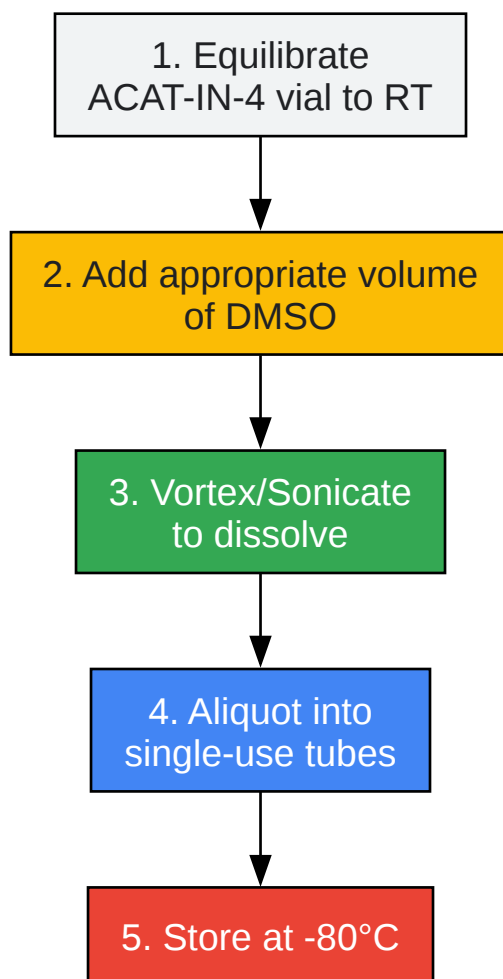 1. Equilibrate
ACAT-IN-4 vial to RT
2. Add appropriate volume
of DMSO
3. Vortex/Sonicate
to dissolve
4. Aliquot into
single-use tubes
5. Store at -80°C